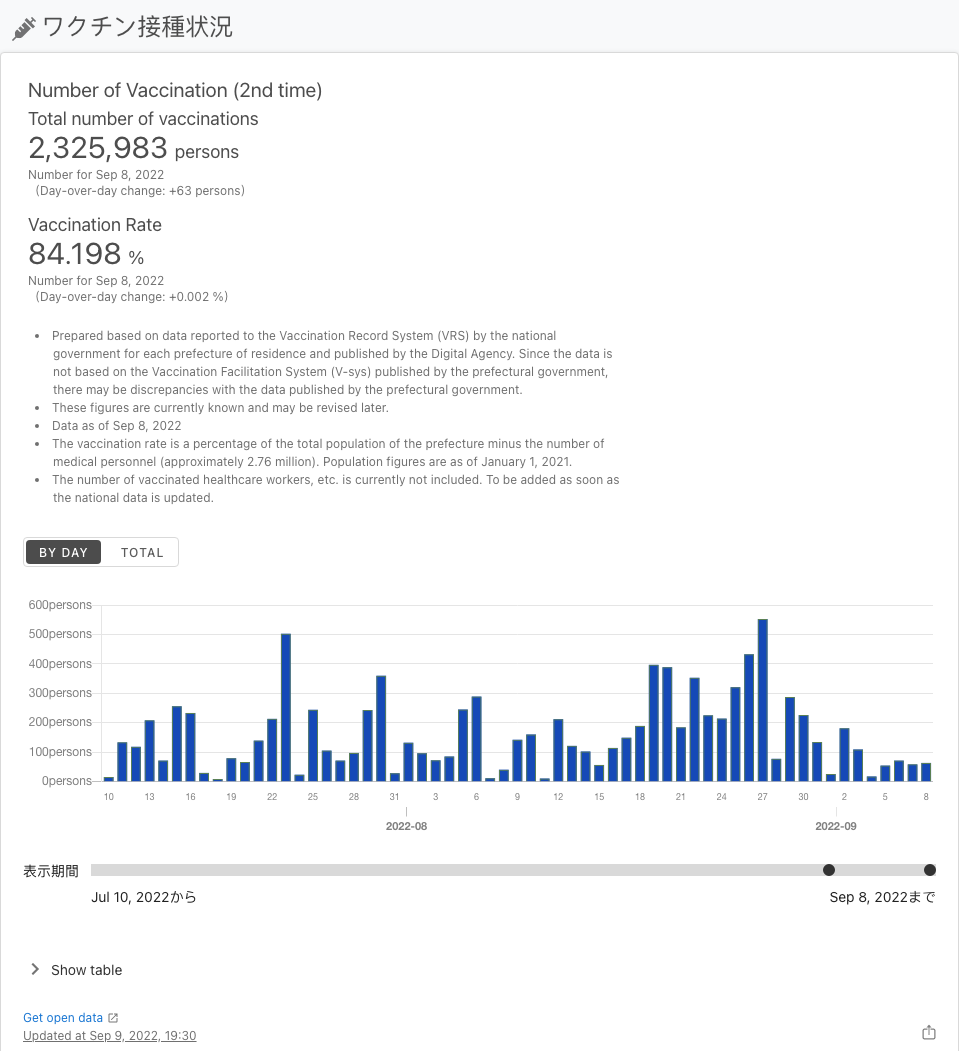 ワクチン接種状況
Number of Vaccination (2nd time)
Total number of vaccinations
2,325,983 persons
Number for Sep 8, 2022
(Day-over-day change: +63 persons)
Vaccination Rate
84.198 %
Number for Sep 8, 2022
(Day-over-day change: +0.002 %)
• Prepared based on data reported to the Vaccination Record System (VRS) by the national
government for each prefecture of residence and published by the Digital Agency. Since the data is
not based on the Vaccination Facilitation System (V-sys) published by the prefectural government,
there may be discrepancies with the data published by the prefectural government.
• These figures are currently known and may be revised later.
• Data as of Sep 8, 2022
• The vaccination rate is a percentage of the total population of the prefecture minus the number of
medical personnel (approximately 2.76 million). Population figures are as of January 1, 2021.
• The number of vaccinated healthcare workers, etc. is currently not included. To be added as soon as
the national data is updated.
BY DAY TOTAL
600persons
500persons
400persons
300persons
200persons
100persons
0persons
10 13 16 19 22 25 28 31 3 6 9 12 15 18 21 24 27 30 2 5 8
2022-08 2022-09
表示期間
Jul 10, 2022から Sep 8, 2022まで
Show table
Get open data
Updated at Sep 9, 2022, 19:30